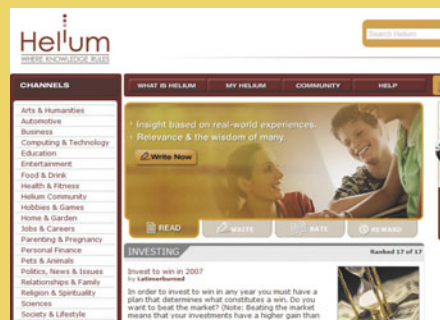 Helium
WHERE KNOWLEDGE RULES
Search Helium
CHANNELS
WHAT IS HELIUM
MY HELIUM
COMMUNITY
HELP
Arts & Humanities
Automotive
Business
Computing & Technology
Education
Entertainment
Food & Drink
Health & Fitness
Helium Community
Hobbies & Games
Home & Garden
Jobs & Careers
Parenting & Pregnancy
Personal Finance
Pets & Animals
Politics, News & Issues
Relationships & Family
Religion & Spirituality
Sciences
Society & Lifestyle
· Insight based on real-world experiences.
· Relevance & the wisdom of many.
Write Now
READ
WRITE
RATE
REWARD
INVESTING
Ranked 17 of 17
Invest to win in 2007
by Latimerburned
In order to invest to win in any year you must have a
plan that determines what constitutes a win. Do you
want to beat the market? (Note: Beating the market
means that your investments have a higher gain than